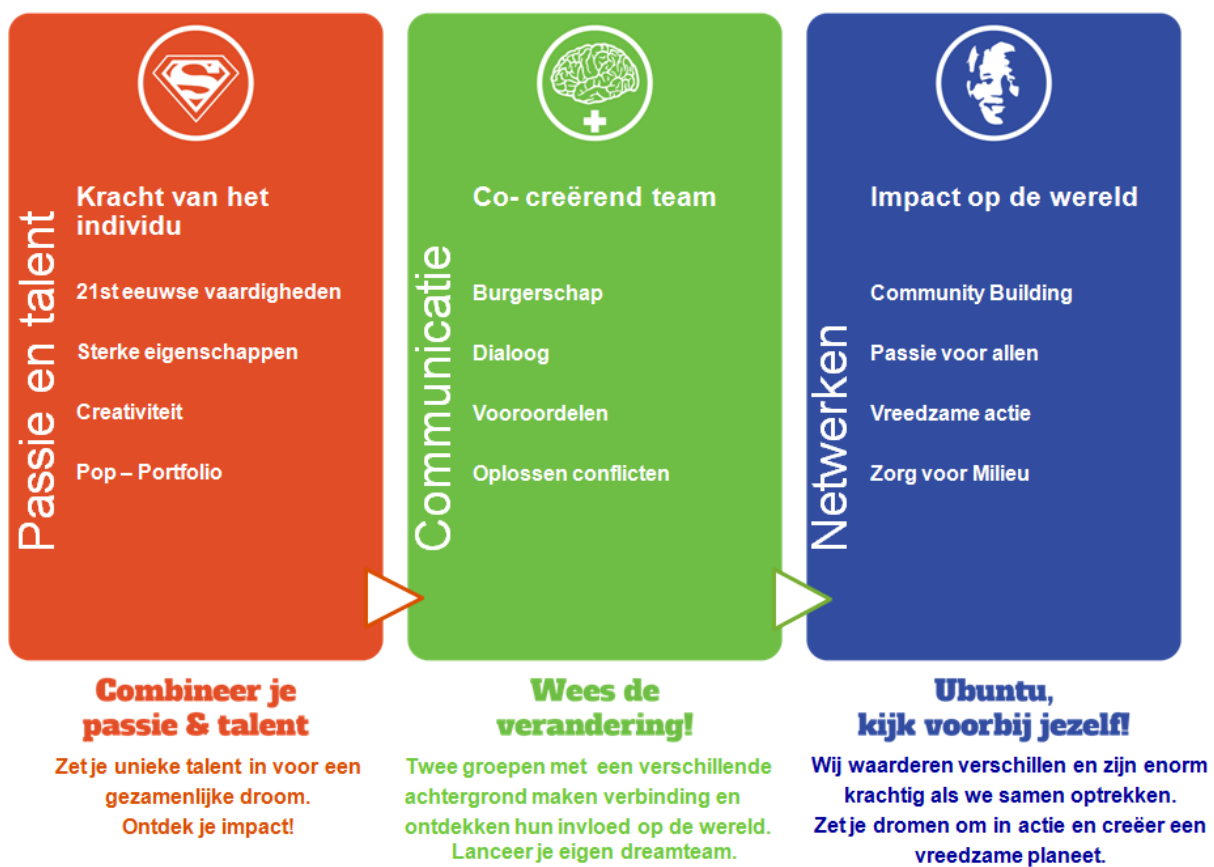 Passie en talent
Kracht van het
individu
21st eeuwse vaardigheden
Sterke eigenschappen
Creativiteit
Pop – Portfolio
Combineer je
passie & talent
Zet je unieke talent in voor een
gezamenlijke droom.
Ontdek je impact!
Communicatie
Co- creërend team
Burgerschap
Dialoog
Vooroordelen
Oplossen conflicten
Wees de
verandering!
Twee groepen met een verschillende
achtergrond maken verbinding en
ontdekken hun invloed op de wereld.
Lanceer je eigen dreamteam.
Netwerken
Impact op de wereld
Community Building
Passie voor allen
Vreedzame actie
Zorg voor Milieu
Ubuntu,
kijk voorbij jezelf!
Wij waarderen verschillen en zijn enorm
krachtig als we samen optrekken.
Zet je dromen om in actie en creëer een
vreedzame planeet.